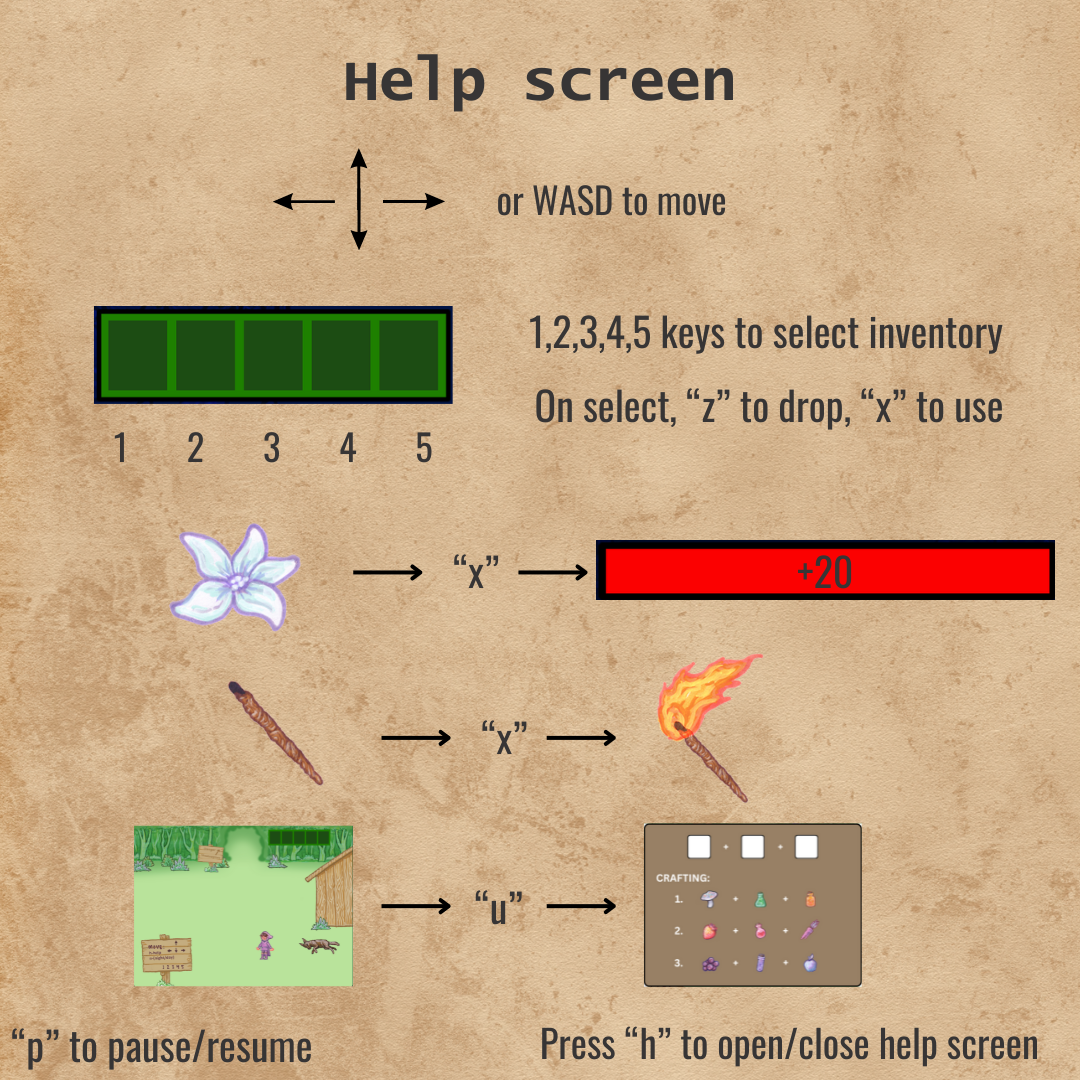 Help screen
or WASD to move
1,2,3,4,5 keys to select inventory
On select, “z” to drop, “x” to use
1 2 3 4 5
“x”
+20
“x”
“u”
CRAFTING:
1.
2.
3.
“p” to pause/resume
Press “h” to open/close help screen